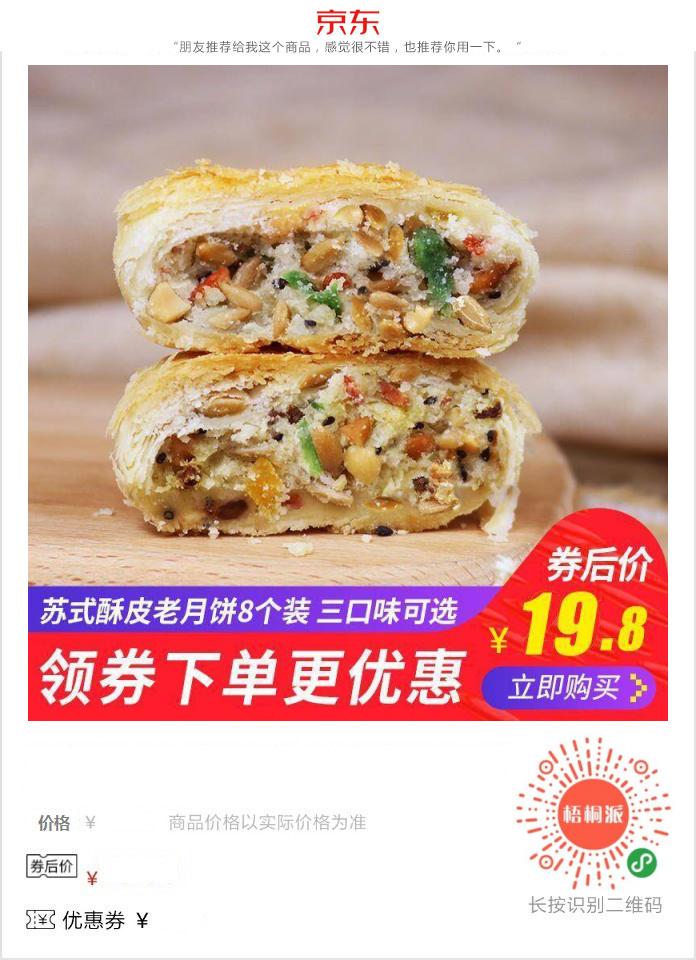 京东
“朋友推荐给我这个商品，感觉很不错，也推荐你用一下。 “
券后价
苏式酥皮老月饼8个装 三口味可选
¥ 19.8
领券下单更优惠
立即购买
梧桐派
价格 ¥ 商品价格以实际价格为准
券后价 ¥
长按识别二维码
¥ 优惠券 ¥